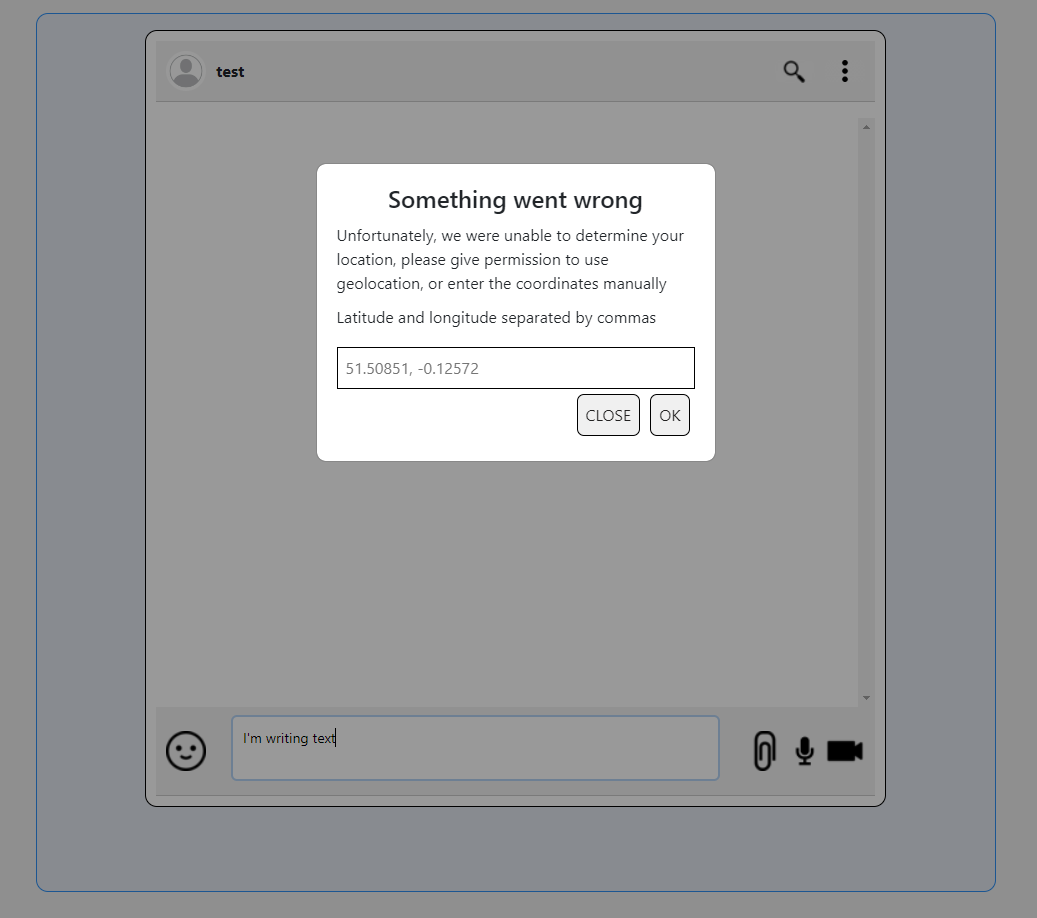 test
Something went wrong
Unfortunately, we were unable to determine your
location, please give permission to use
geolocation, or enter the coordinates manually
Latitude and longitude separated by commas
51.50851, -0.12572
CLOSE OK
I'm writing text